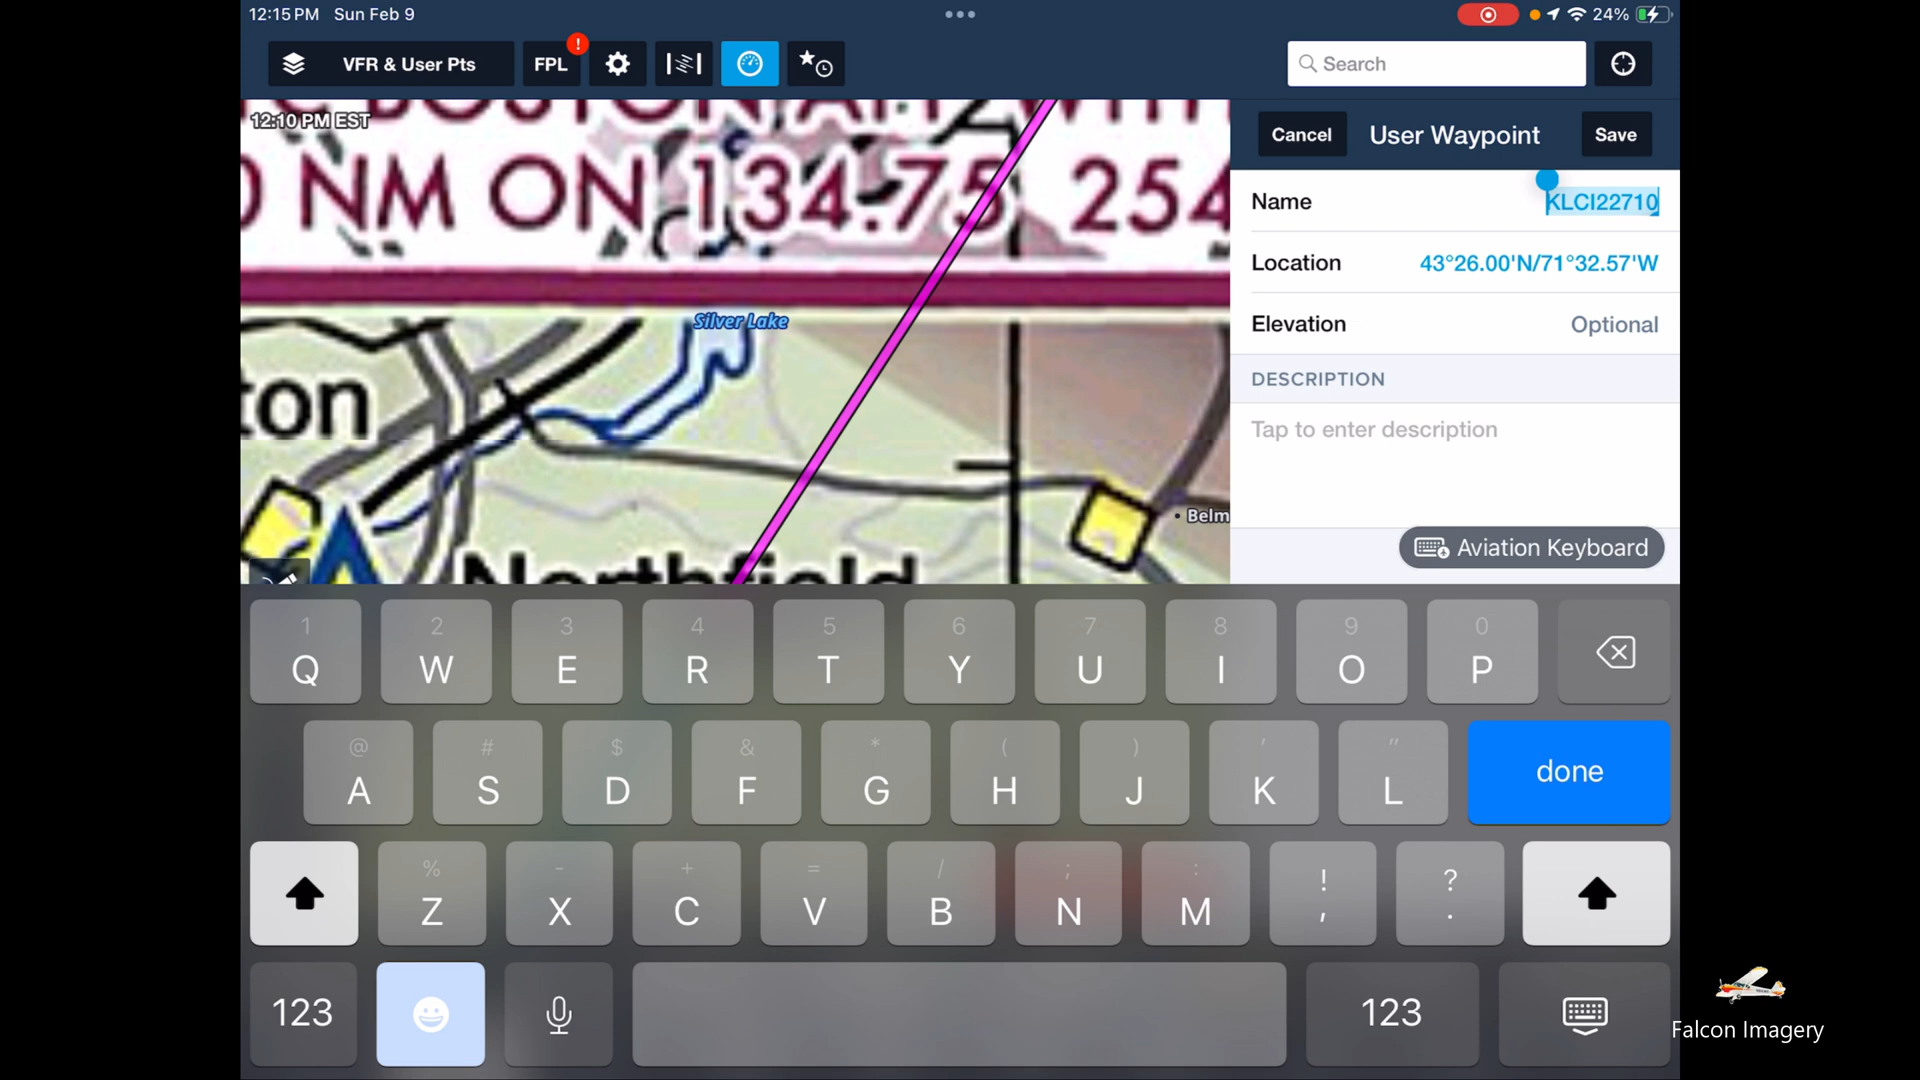 12:15 PM Sun Feb 9
24%
VFR & User Pts
FPL
!
Search
12:10 PM EST
NM ON 134.75 254
Silver Lake
ton
Belm
Northfield
Cancel
User Waypoint
Save
Name
KLCI22710
Location
43°26.00'N/71°32.57'W
Elevation
Optional
DESCRIPTION
Tap to enter description
Aviation Keyboard
1 2 3 4 5 6 7 8 9 0
Q W E R T Y U I O P
@ # $ & * ( ) ' "
A S D F G H J K L
done
% - + = / ; : ! ?
Z X C V B N M , .
123
123
Falcon Imagery